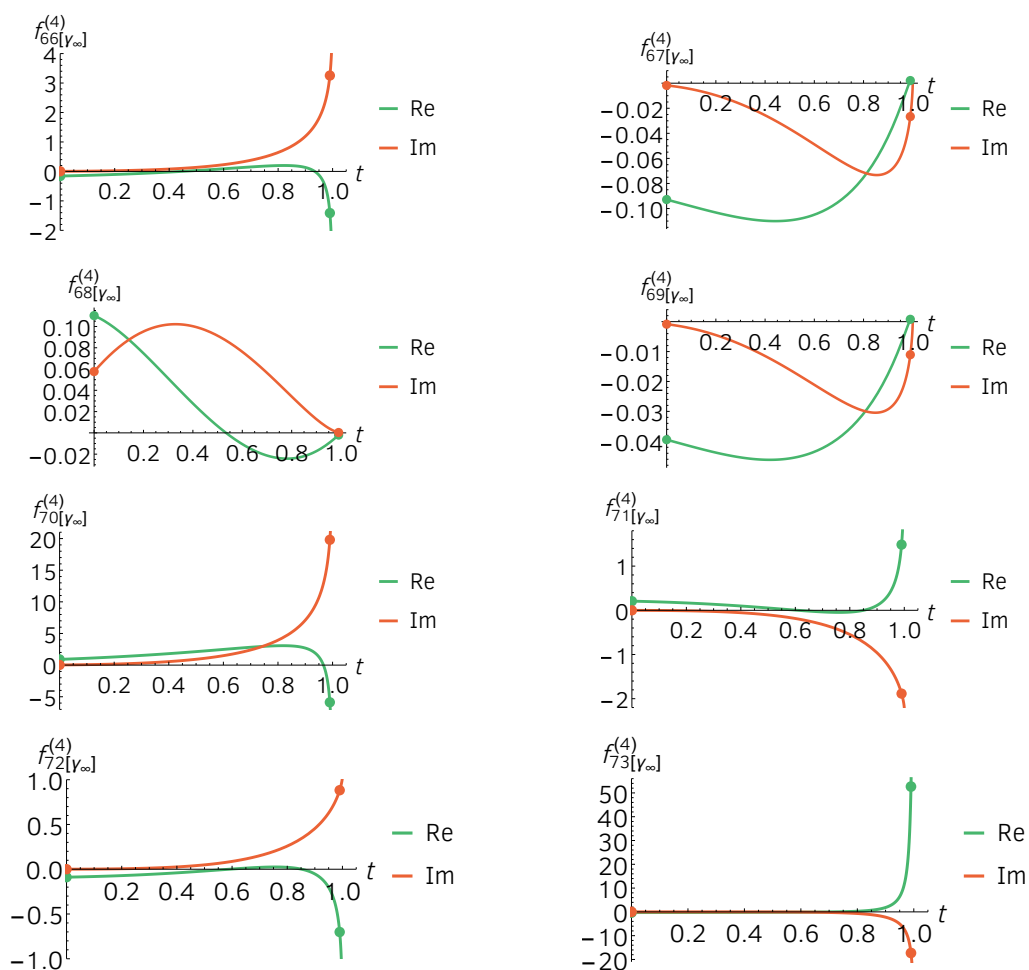 f_{66[γ∞]}^{(4)}
4
3
2
1
0
−1
−2
0.2 0.4 0.6 0.8 1.0
t
Re
Im
f_{67[γ∞]}^{(4)}
t
0.2 0.4 0.6 0.8 1.0
−0.02
−0.04
−0.06
−0.08
−0.10
Re
Im
f_{68[γ∞]}^{(4)}
0.10
0.08
0.06
0.04
0.02
−0.02
0.2 0.4 0.6 0.8 1.0
t
Re
Im
f_{69[γ∞]}^{(4)}
t
0.2 0.4 0.6 0.8 1.0
−0.01
−0.02
−0.03
−0.04
Re
Im
f_{70[γ∞]}^{(4)}
20
15
10
5
0
−5
0.2 0.4 0.6 0.8 1.0
t
Re
Im
f_{71[γ∞]}^{(4)}
1
0
−1
−2
0.2 0.4 0.6 0.8 1.0
t
Re
Im
f_{72[γ∞]}^{(4)}
1.0
0.5
0.0
−0.5
−1.0
0.2 0.4 0.6 0.8 1.0
t
Re
Im
f_{73[γ∞]}^{(4)}
50
40
30
20
10
0
−10
−20
0.2 0.4 0.6 0.8 1.0
t
Re
Im